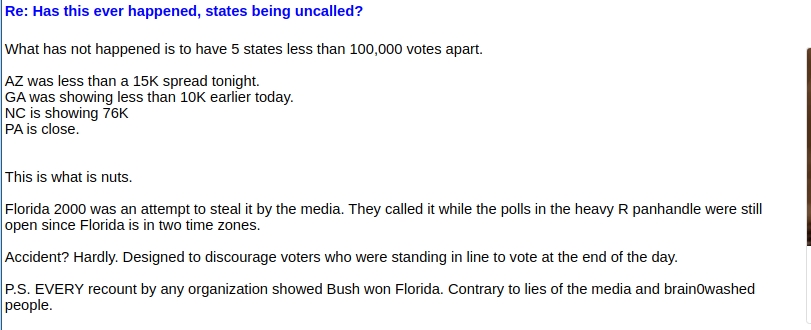 Re: Has this ever happened, states being uncalled?
What has not happened is to have 5 states less than 100,000 votes apart.
AZ was less than a 15K spread tonight.
GA was showing less than 10K earlier today.
NC is showing 76K
PA is close.
This is what is nuts.
Florida 2000 was an attempt to steal it by the media. They called it while the polls in the heavy R panhandle were still
open since Florida is in two time zones.
Accident? Hardly. Designed to discourage voters who were standing in line to vote at the end of the day.
P.S. EVERY recount by any organization showed Bush won Florida. Contrary to lies of the media and brain0washed
people.